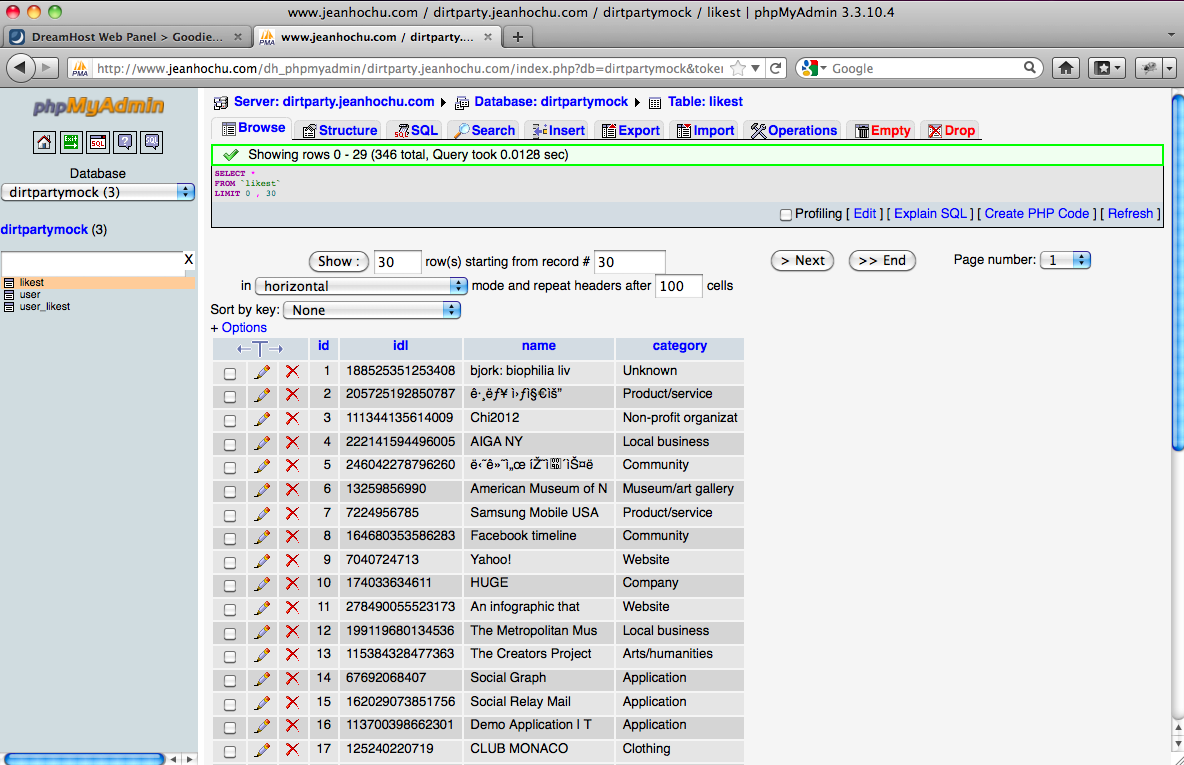 www.jeanhochu.com / dirtparty.jeanhochu.com / dirtpartymock / likest | phpMyAdmin 3.3.10.4
DreamHost Web Panel > Goodie...
www.jeanhochu.com / dirtparty....
http://www.jeanhochu.com/dh_phpmyadmin/dirtparty.jeanhochu.com/index.php?db=dirtpartymock&token
Google
phpMyAdmin
Database
dirtpartymock (3)
dirtpartymock (3)
X
likest
user
user_likest
Server: dirtparty.jeanhochu.com Database: dirtpartymock Table: likest
Browse Structure SQL Search Insert Export Import Operations Empty Drop
Showing rows 0 - 29 (346 total, Query took 0.0128 sec)
SELECT *
FROM `likest`
LIMIT 0 , 30
Profiling [ Edit ] [ Explain SQL ] [ Create PHP Code ] [ Refresh ]
Show : 30 row(s) starting from record # 30 > Next >> End Page number: 1
in horizontal mode and repeat headers after 100 cells
Sort by key: None
+ Options
id idl name category
1 188525351253408 bjork: biophilia liv Unknown
2 205725192850787 Product/service
3 111344135614009 Chi2012 Non-profit organizat
4 222141594496005 AIGA NY Local business
5 246042278796260 Community
6 13259856990 American Museum of N Museum/art gallery
7 7224956785 Samsung Mobile USA Product/service
8 164680353586283 Facebook timeline Community
9 7040724713 Yahoo! Website
10 174033634611 HUGE Company
11 278490055523173 An infographic that Website
12 199119680134536 The Metropolitan Mus Local business
13 115384328477363 The Creators Project Arts/humanities
14 67692068407 Social Graph Application
15 162029073851756 Social Relay Mail Application
16 113700398662301 Demo Application I T Application
17 125240220719 CLUB MONACO Clothing